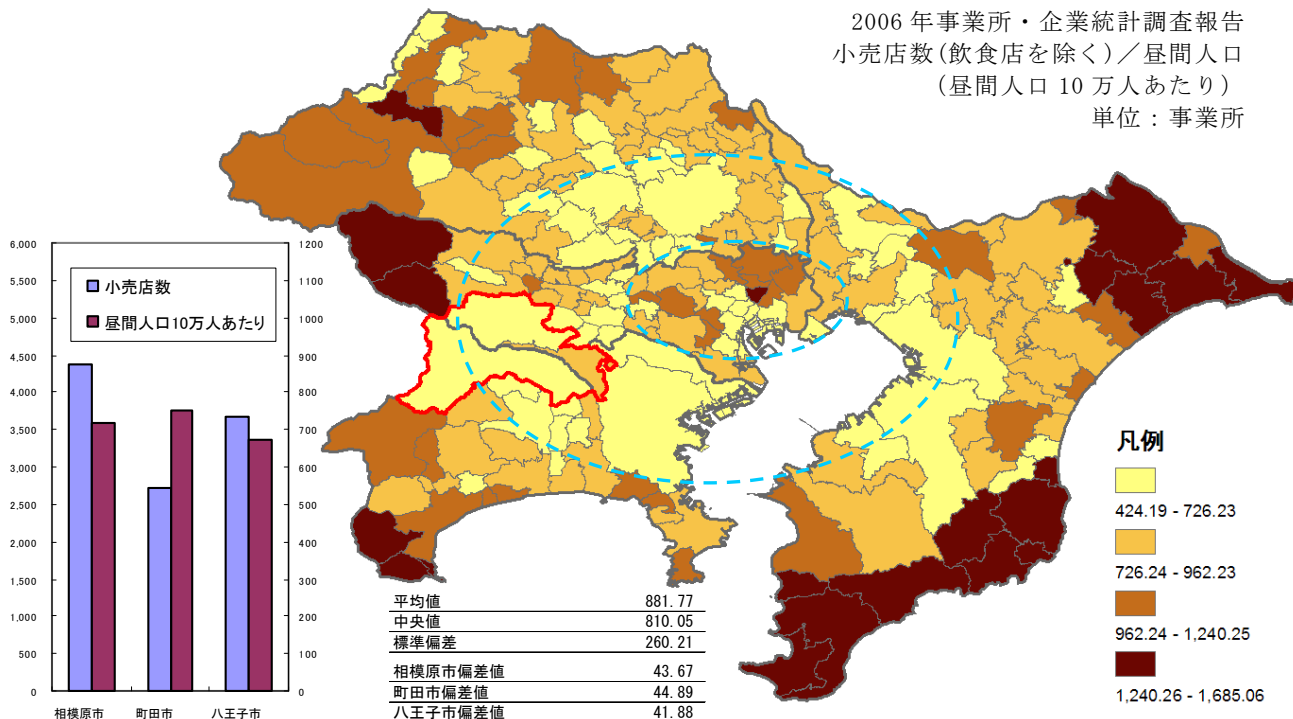 2006 年事業所・企業統計調査報告
小売店数(飲食店を除く)／昼間人口
(昼間人口 10 万人あたり)
単位：事業所
6,000
5,500
5,000
4,500
4,000
3,500
3,000
2,500
2,000
1,500
1,000
500
0
1200
1100
1000
900
800
700
600
500
400
300
200
100
0
小売店数
昼間人口10万人あたり
相模原市
町田市
八王子市
平均値 881.77
中央値 810.05
標準偏差 260.21
相模原市偏差値 43.67
町田市偏差値 44.89
八王子市偏差値 41.88
凡例
424.19 - 726.23
726.24 - 962.23
962.24 - 1,240.25
1,240.26 - 1,685.06